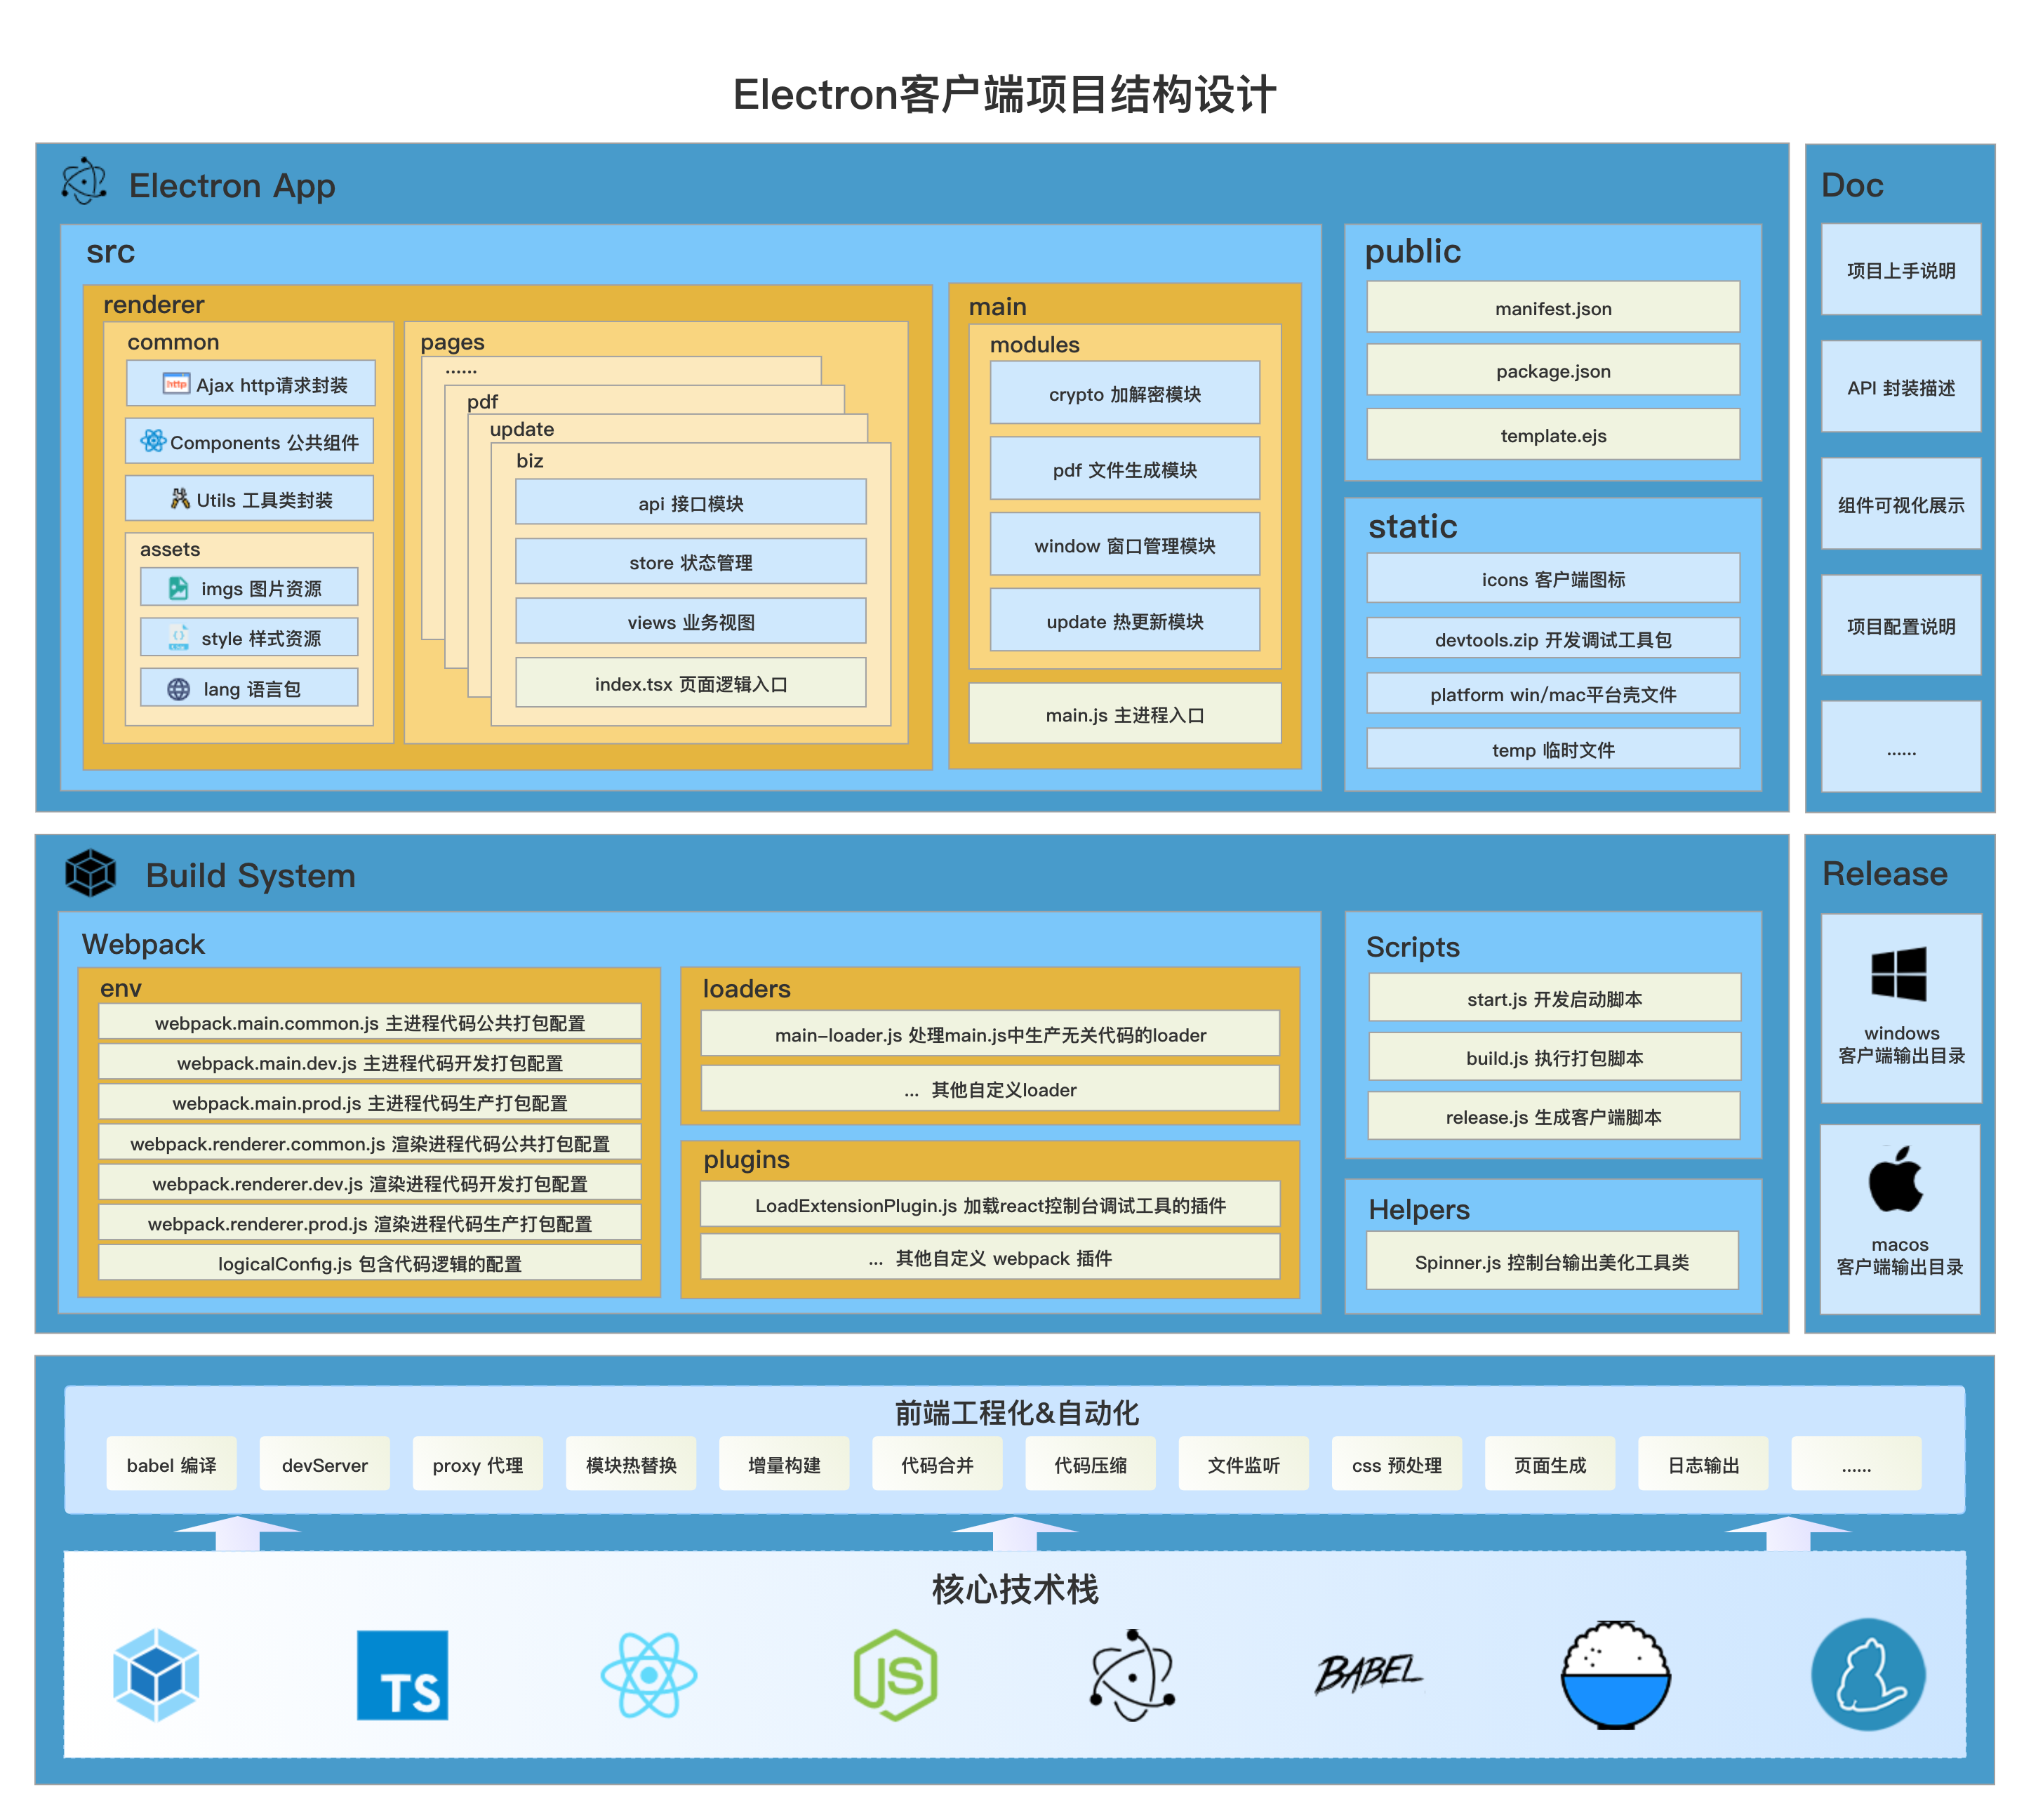 Electron客户端项目结构设计
Electron App
src
renderer
common
http
Ajax http请求封装
Components 公共组件
Utils 工具类封装
assets
imgs 图片资源
style 样式资源
lang 语言包
pages
......
pdf
update
biz
api 接口模块
store 状态管理
views 业务视图
index.tsx 页面逻辑入口
main
modules
crypto 加解密模块
pdf 文件生成模块
window 窗口管理模块
update 热更新模块
main.js 主进程入口
public
manifest.json
package.json
template.ejs
static
icons 客户端图标
devtools.zip 开发调试工具包
platform win/mac平台壳文件
temp 临时文件
Doc
项目上手说明
API 封装描述
组件可视化展示
项目配置说明
......
Build System
Webpack
env
webpack.main.common.js 主进程代码公共打包配置
webpack.main.dev.js 主进程代码开发打包配置
webpack.main.prod.js 主进程代码生产打包配置
webpack.renderer.common.js 渲染进程代码公共打包配置
webpack.renderer.dev.js 渲染进程代码开发打包配置
webpack.renderer.prod.js 渲染进程代码生产打包配置
logicalConfig.js 包含代码逻辑的配置
loaders
main-loader.js 处理main.js中生产无关代码的loader
... 其他自定义loader
plugins
LoadExtensionPlugin.js 加载react控制台调试工具的插件
... 其他自定义 webpack 插件
Scripts
start.js 开发启动脚本
build.js 执行打包脚本
release.js 生成客户端脚本
Helpers
Spinner.js 控制台输出美化工具类
Release
windows
客户端输出目录
macos
客户端输出目录
前端工程化&自动化
babel 编译
devServer
proxy 代理
模块热替换
增量构建
代码合并
代码压缩
文件监听
css 预处理
页面生成
日志输出
......
核心技术栈
TS
JS
BABEL